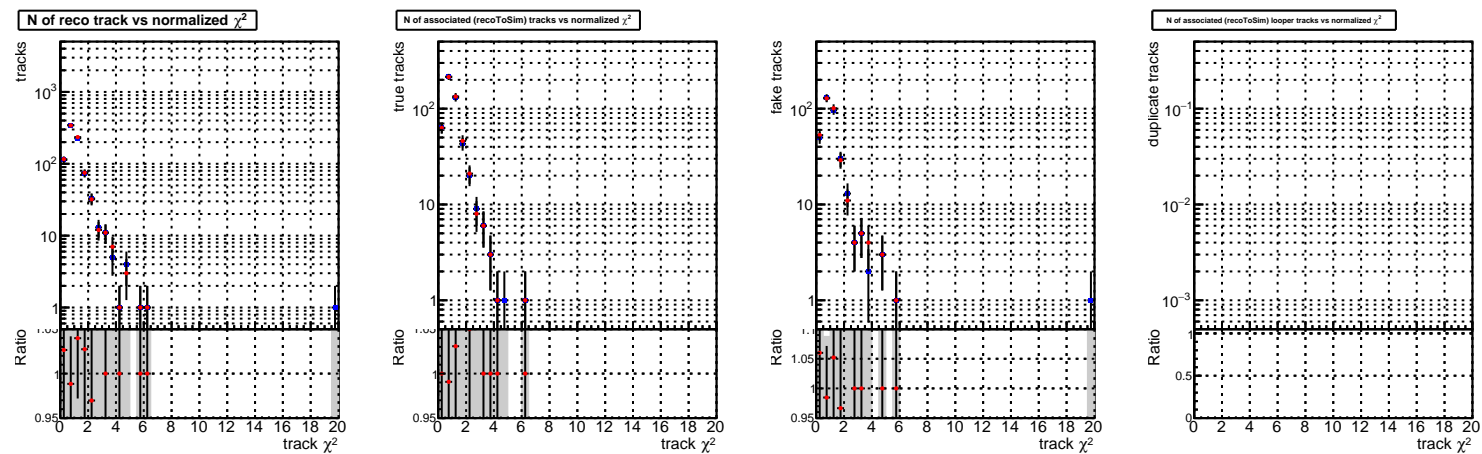 N of reco track vs normalized χ²
tracks
10³
10²
10
1
Ratio
1.05
1
0.95
0 2 4 6 8 10 12 14 16 18 20
track χ²
N of associated (recoToSim) tracks vs normalized χ²
true tracks
10²
10
1
Ratio
1
0.95
0 2 4 6 8 10 12 14 16 18 20
track χ²
fake tracks
10²
10
1
Ratio
1.1
1.05
1
0.95
0 2 4 6 8 10 12 14 16 18 20
track χ²
N of associated (recoToSim) looper tracks vs normalized χ²
duplicate tracks
10⁻¹
10⁻²
10⁻³
Ratio
1
0.5
0
0 2 4 6 8 10 12 14 16 18 20
track χ²